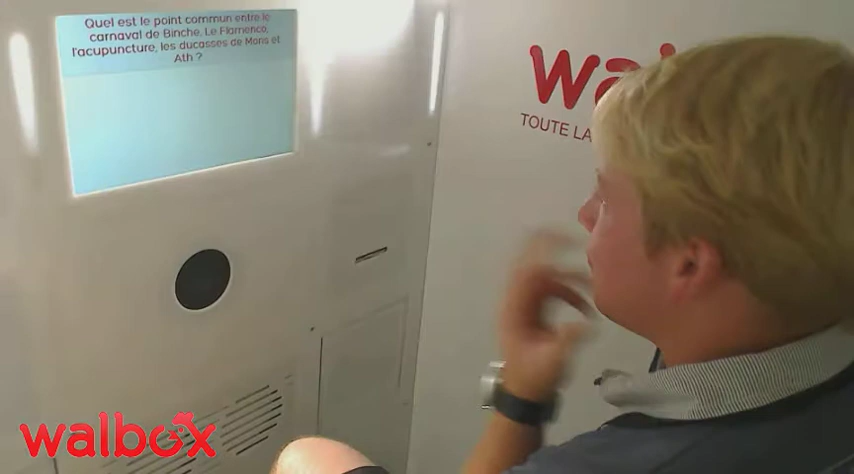 Quel est le point commun entre le
carnaval de Binche, Le Flamenco,
l'acupuncture, les ducasses de Mons et
Ath ?
TOUTE LA
walbox